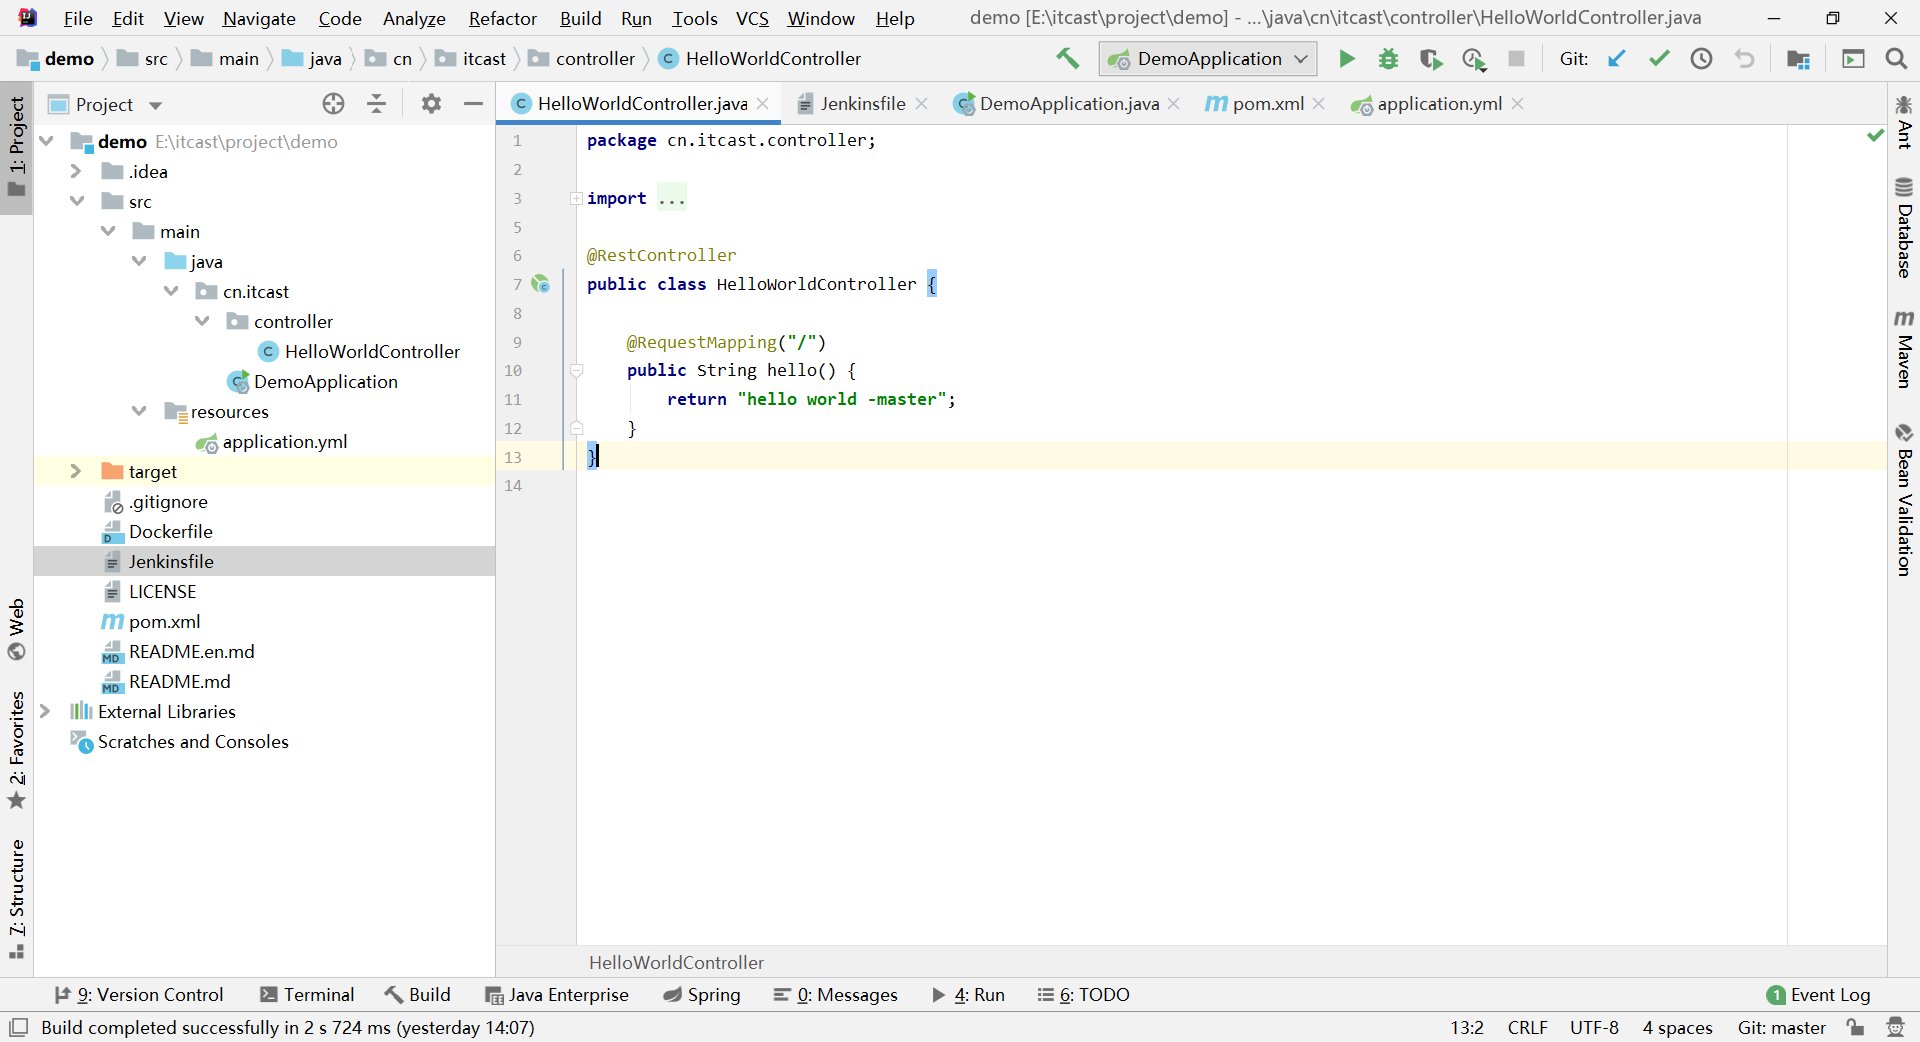 File Edit View Navigate Code Analyze Refactor Build Run Tools VCS Window Help demo [E:\itcast\project\demo] - ...\java\cn\itcast\controller\HelloWorldController.java
demo src main java cn itcast controller HelloWorldController DemoApplication Git:
1: Project
Web
2: Favorites
7: Structure
Project
demo E:\itcast\project\demo
.idea
src
main
java
cn.itcast
controller
HelloWorldController
DemoApplication
resources
application.yml
target
.gitignore
Dockerfile
Jenkinsfile
LICENSE
pom.xml
README.en.md
README.md
External Libraries
Scratches and Consoles
HelloWorldController.java Jenkinsfile DemoApplication.java pom.xml application.yml
1 package cn.itcast.controller;
2
3 import ...
5
6 @RestController
7 public class HelloWorldController {
8
9 @RequestMapping("/")
10 public String hello() {
11 return "hello world -master";
12 }
13 }
14
HelloWorldController
Ant
Database
Maven
Bean Validation
9: Version Control Terminal Build Java Enterprise Spring 0: Messages 4: Run 6: TODO 1 Event Log
Build completed successfully in 2 s 724 ms (yesterday 14:07) 13:2 CRLF UTF-8 4 spaces Git: master